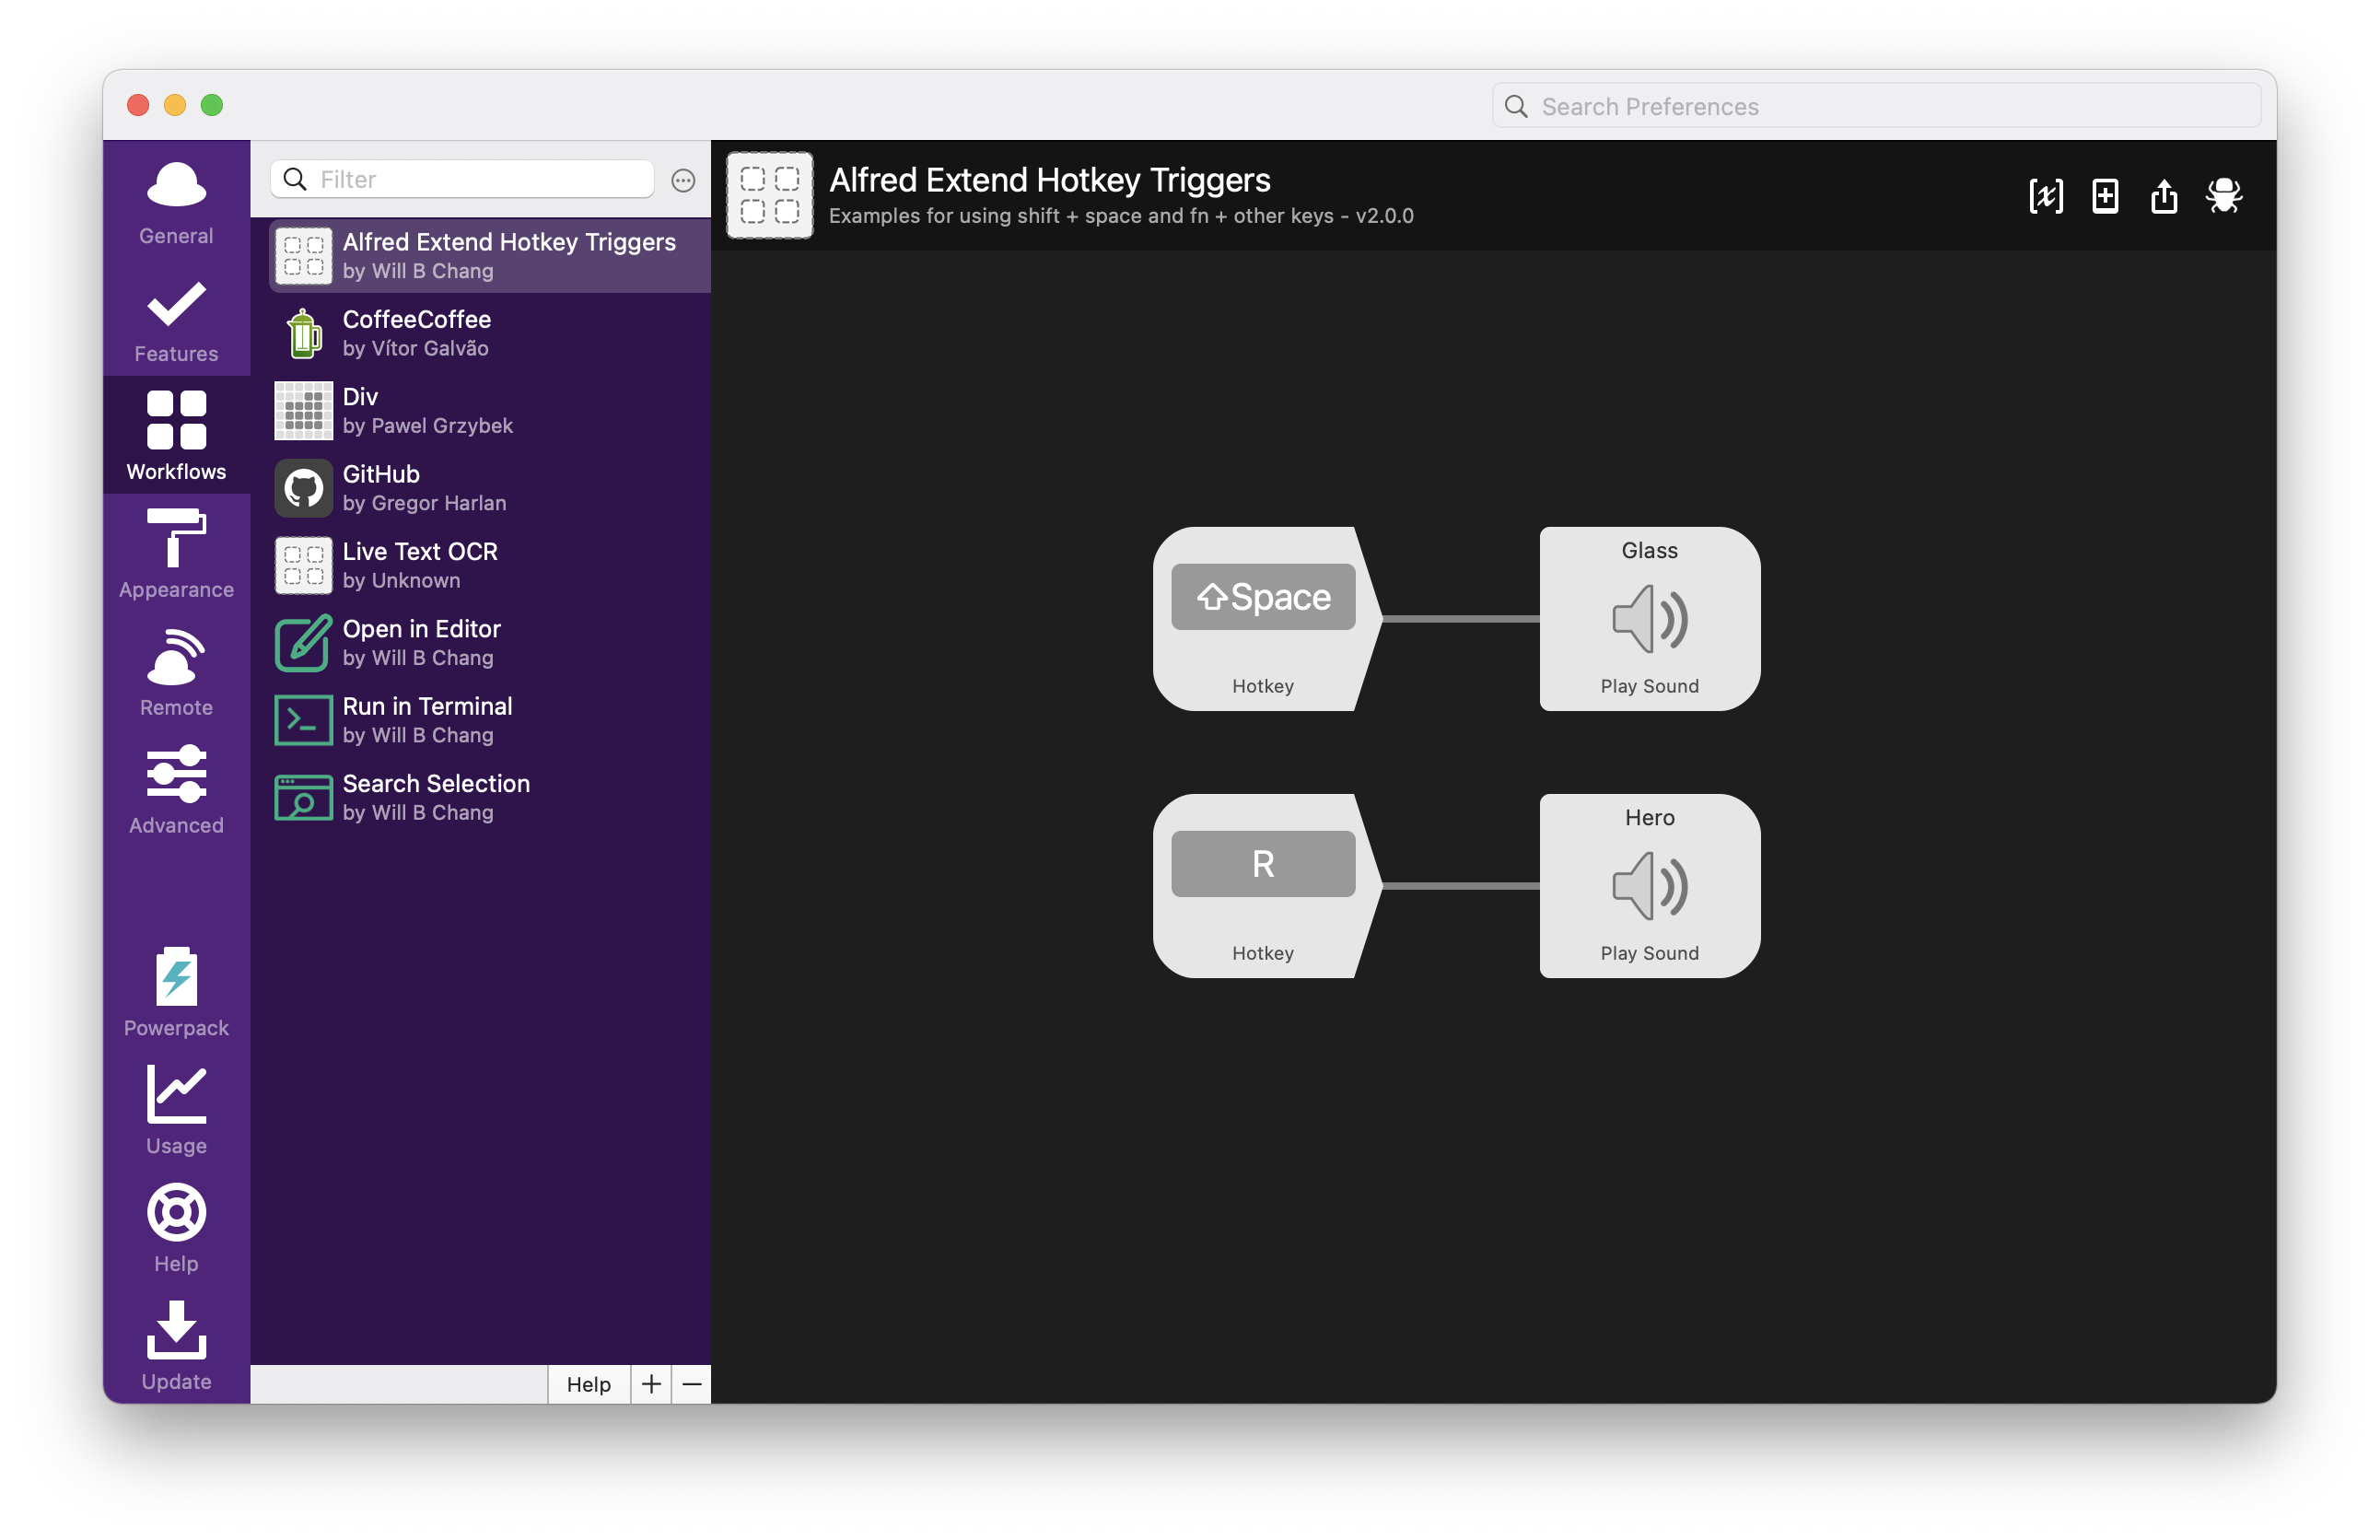 Search Preferences
General
Features
Workflows
Appearance
Remote
Advanced
Powerpack
Usage
Help
Update
Filter
Alfred Extend Hotkey Triggers
by Will B Chang
CoffeeCoffee
by Vítor Galvão
Div
by Pawel Grzybek
GitHub
by Gregor Harlan
Live Text OCR
by Unknown
Open in Editor
by Will B Chang
Run in Terminal
by Will B Chang
Search Selection
by Will B Chang
Help + −
Alfred Extend Hotkey Triggers
Examples for using shift + space and fn + other keys - v2.0.0
⇧Space
Hotkey
Glass
Play Sound
R
Hotkey
Hero
Play Sound